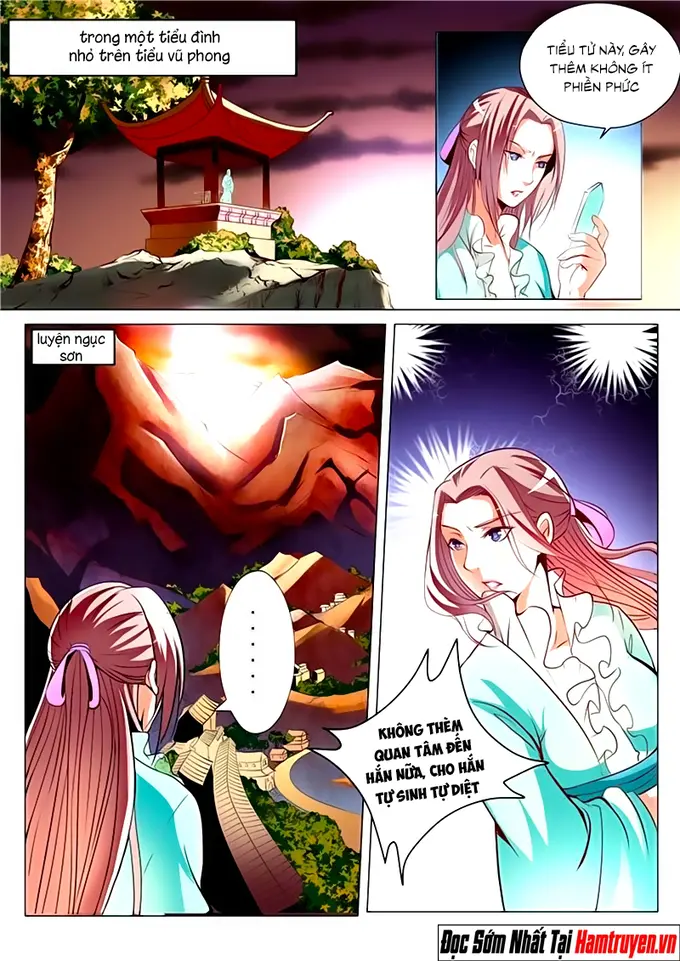 trong một tiểu đình
nhỏ trên tiểu vũ phong
TIỂU TỬ NÀY, GÂY
THÊM KHÔNG ÍT
PHIỀN PHỨC
luyện ngục
sơn
......
KHÔNG THÈM
QUAN TÂM ĐẾN
HẮN NỮA, CHO HẮN
TỰ SINH TỰ DIỆT
Đọc Sớm Nhất Tại Hamtruyen.vn